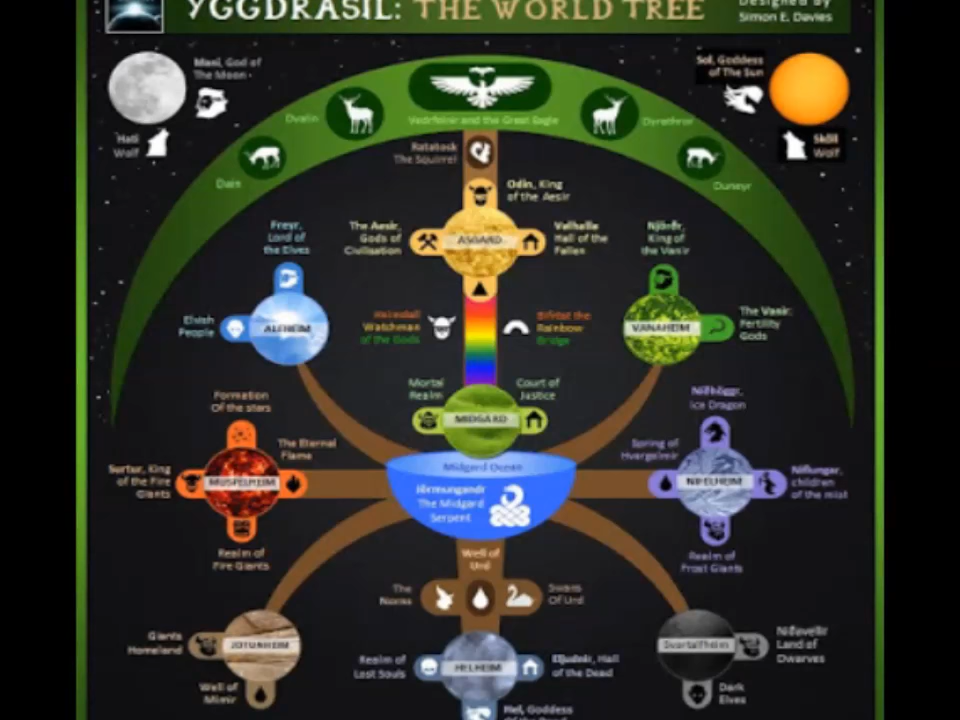 YGGDRASIL: THE WORLD TREE
Designed By
Simon E. Davies
Mani, God of
The Moon
Sol, Goddess
of The Sun
Hati
Wolf
Sköll
Wolf
Dvalin
Vedrfolnir and the Great Eagle
Dyrathror
Dain
Duneyr
Ratatosk
The Squirrel
Odin, King
of the Aesir
Freyr,
Lord of
the Elves
The Aesir,
Gods of
Civilisation
ASGARD
Valhalla
Hall of the
Fallen
Njörðr,
King of
the Vanir
Elvish
People
ALFHEIM
Heimdall
Watchman
of the Gods
Bifröst the
Rainbow
Bridge
VANAHEIM
The Vanir:
Fertility
Gods
Mortal
Realm
Court of
Justice
MIDGARD
Formation
Of the stars
Níðhöggr,
Ice Dragon
The Eternal
Flame
Spring of
Hvergelmir
Surtur, King
of the Fire
Giants
MUSPELHEIM
Midgard Ocean
Jörmungandr
The Midgard
Serpent
NIFELHEIM
Niflungar,
children
of the mist
Realm of
Fire Giants
Realm of
Frost Giants
Well of
Urd
The
Norns
Swans
Of Urd
Giants
Homeland
JOTUNHEIM
Svartalfheim
Niðavellir
Land of
Dwarves
Realm of
Lost Souls
HELHEIM
Eljudnir, Hall
of the Dead
Well of
Mimir
Dark
Elves
Hel, Goddess
Of the Dead